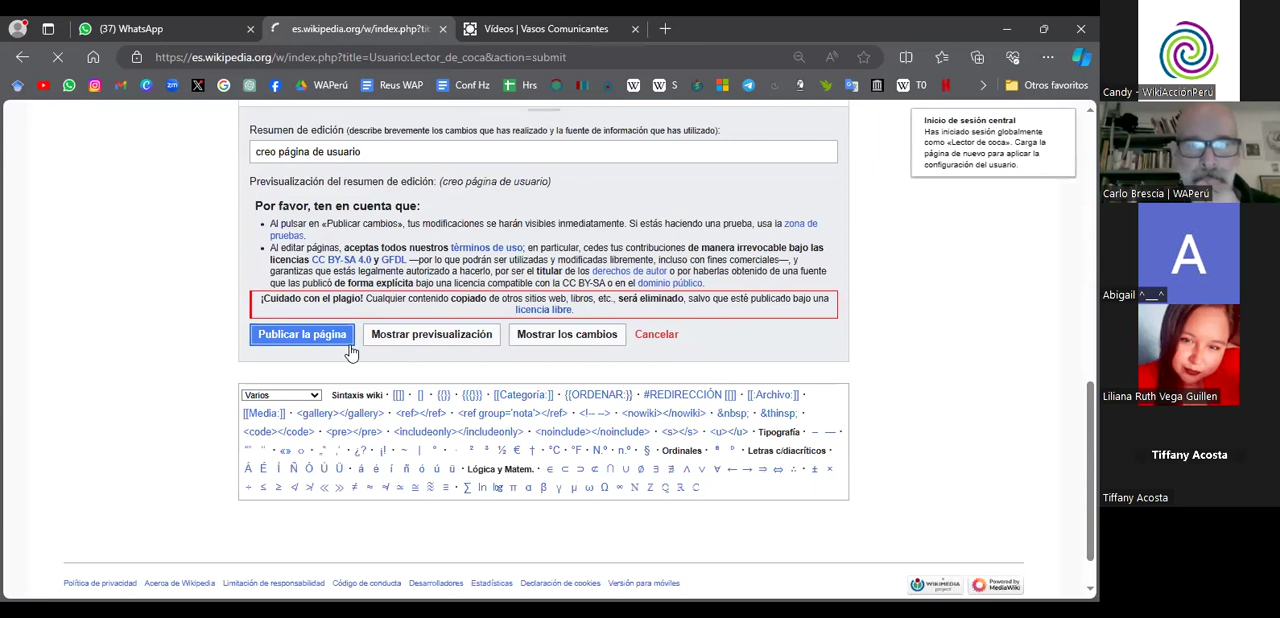 (37) WhatsApp
es.wikipedia.org/w/index.php?tit
Vídeos | Vasos Comunicantes
https://es.wikipedia.org/w/index.php?title=Usuario:Lector_de_coca&action=submit
WAPerú
Reus WAP
Conf Hz
Hrs
S
T0
Otros favoritos
Resumen de edición (describe brevemente los cambios que has realizado y la fuente de información que has utilizado):
creo página de usuario
Previsualización del resumen de edición: (creo página de usuario)
Por favor, ten en cuenta que:
Al pulsar en «Publicar cambios», tus modificaciones se harán visibles inmediatamente. Si estás haciendo una prueba, usa la zona de
pruebas.
Al editar páginas, aceptas todos nuestros términos de uso; en particular, cedes tus contribuciones de manera irrevocable bajo las
licencias CC BY-SA 4.0 y GFDL —por lo que podrán ser utilizadas y modificadas libremente, incluso con fines comerciales—, y
garantizas que estás legalmente autorizado a hacerlo, por ser el titular de los derechos de autor o por haberlas obtenido de una fuente
que las publicó de forma explícita bajo una licencia compatible con la CC BY-SA o en el dominio público.
¡Cuidado con el plagio! Cualquier contenido copiado de otros sitios web, libros, etc., será eliminado, salvo que esté publicado bajo una
licencia libre.
Publicar la página
Mostrar previsualización
Mostrar los cambios
Cancelar
Inicio de sesión central
Has iniciado sesión globalmente
como «Lector de coca». Carga la
página de nuevo para aplicar la
configuración del usuario.
Varios
Sintaxis wiki · [[]] · [] · {{}} · {{{}}} · [[Categoría:]] · {{ORDENAR:}} · #REDIRECCIÓN [[]] · [[:Archivo:]] ·
[[Media:]] · <gallery></gallery> · <ref></ref> · <ref group='nota'></ref> · <!-- --> · <nowiki></nowiki> · &nbsp; · &thinsp; ·
<code></code> · <pre></pre> · <includeonly></includeonly> · <noinclude></noinclude> · <s></s> · <u></u> · Tipografía – —
¿? · ¡! · ~ | ° · ² ³ ½ € † · °C · °F · N.º · n.º · § · Ordinales ª º · Letras c/diacríticos
Á É Í Ñ Ó Ú Ü · á é í ñ ó ú ü · Lógica y Matem. ∈ ⊂ ⊃ ⊄ ∩ ∪ ∂ ∃ ∄ ∧ ∨ ∀ ← → ⇒ ⇔ ∴ · ± ×
÷ ≤ ≥ ≮ ≯ ≪ ≫ ≠ ≈ ≉ ≅ ≊ ≡ · ∑ ln log π α β γ μ ω Ω ∞ ℕ ℤ ℚ ℝ ℂ
Política de privacidad
Acerca de Wikipedia
Limitación de responsabilidad
Código de conducta
Desarrolladores
Estadísticas
Declaración de cookies
Versión para móviles
WIKIMEDIA
project
Powered by
MediaWiki
Candy - WikiAcciónPerú
Carlo Brescia | WAPerú
A
Abigail ^__^
Liliana Ruth Vega Guillen
Tiffany Acosta
Tiffany Acosta